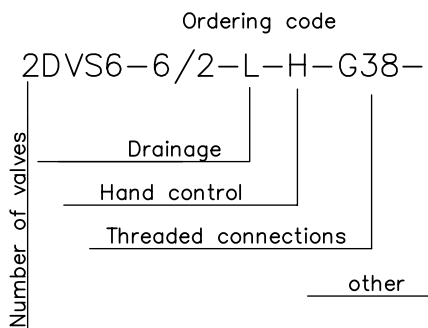 Ordering code
2DVS6-6/2-L-H-G38-
Number of valves
Drainage
Hand control
Threaded connections
other